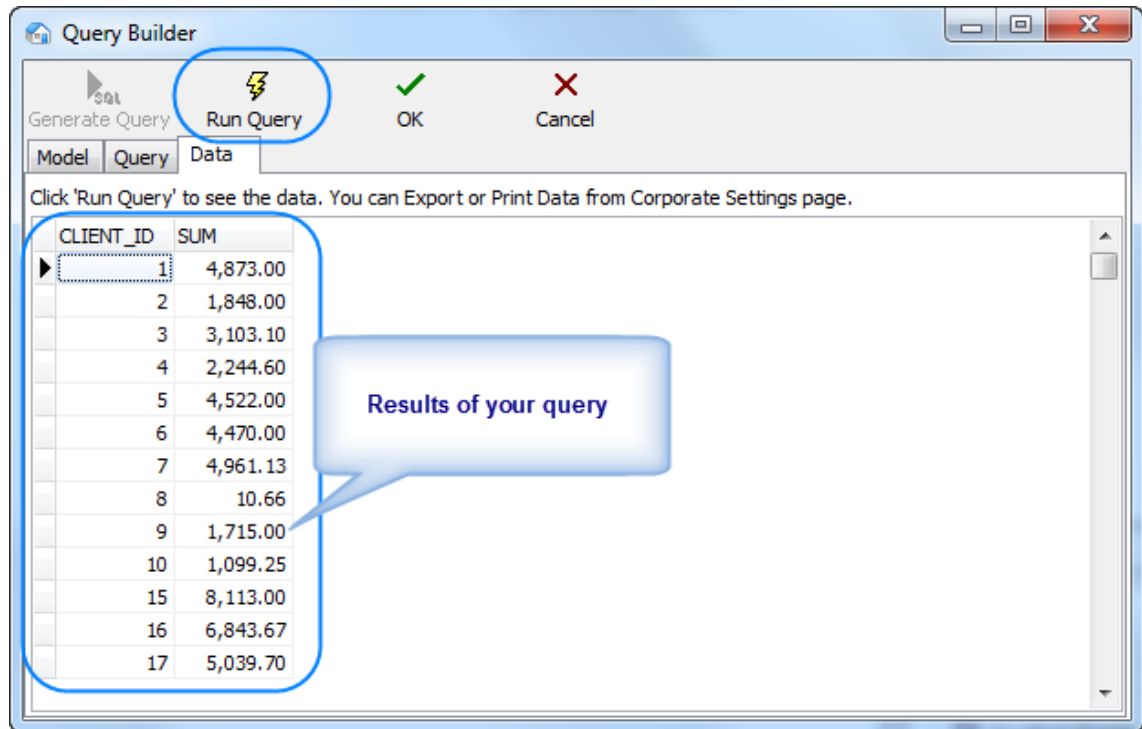 Query Builder
SQL
Generate Query Run Query OK Cancel
Model Query Data
Click 'Run Query' to see the data. You can Export or Print Data from Corporate Settings page.
CLIENT_ID SUM
1 4,873.00
2 1,848.00
3 3,103.10
4 2,244.60
5 4,522.00
6 4,470.00
7 4,961.13
8 10.66
9 1,715.00
10 1,099.25
15 8,113.00
16 6,843.67
17 5,039.70
Results of your query